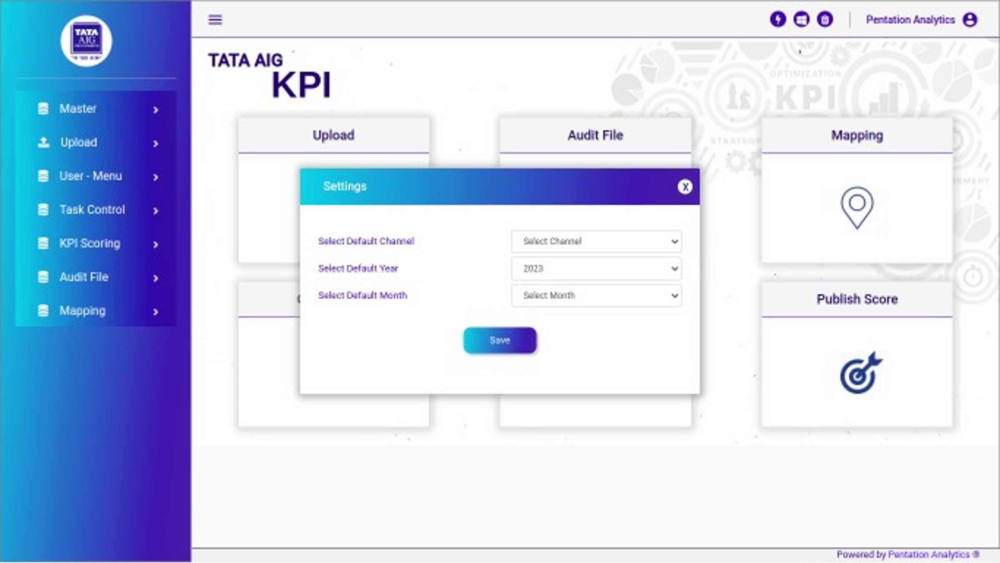 TATA
AIG
Master
Upload
User - Menu
Task Control
KPI Scoring
Audit File
Mapping
Pentation Analytics
TATA AIG
KPI
OPTIMIZATION
KPI
STRATEGY
Upload
Audit File
Mapping
Settings
X
Select Default Channel
Select Channel
Select Default Year
2023
Select Default Month
Select Month
Save
Publish Score
Powered by Pentation Analytics ®